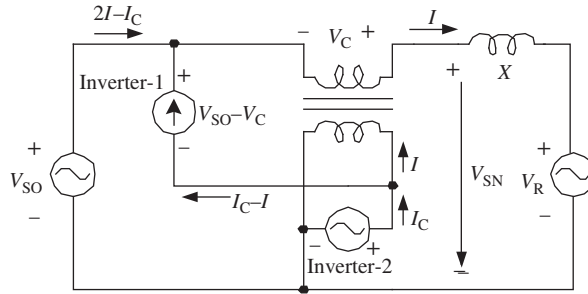 2I–I_C
– V_C +
I
Inverter-1
+
V_SO–V_C
–
X
+
V_SO
–
I
I_C–I
I_C
– +
Inverter-2
+
V_SN
+
V_R
–
–